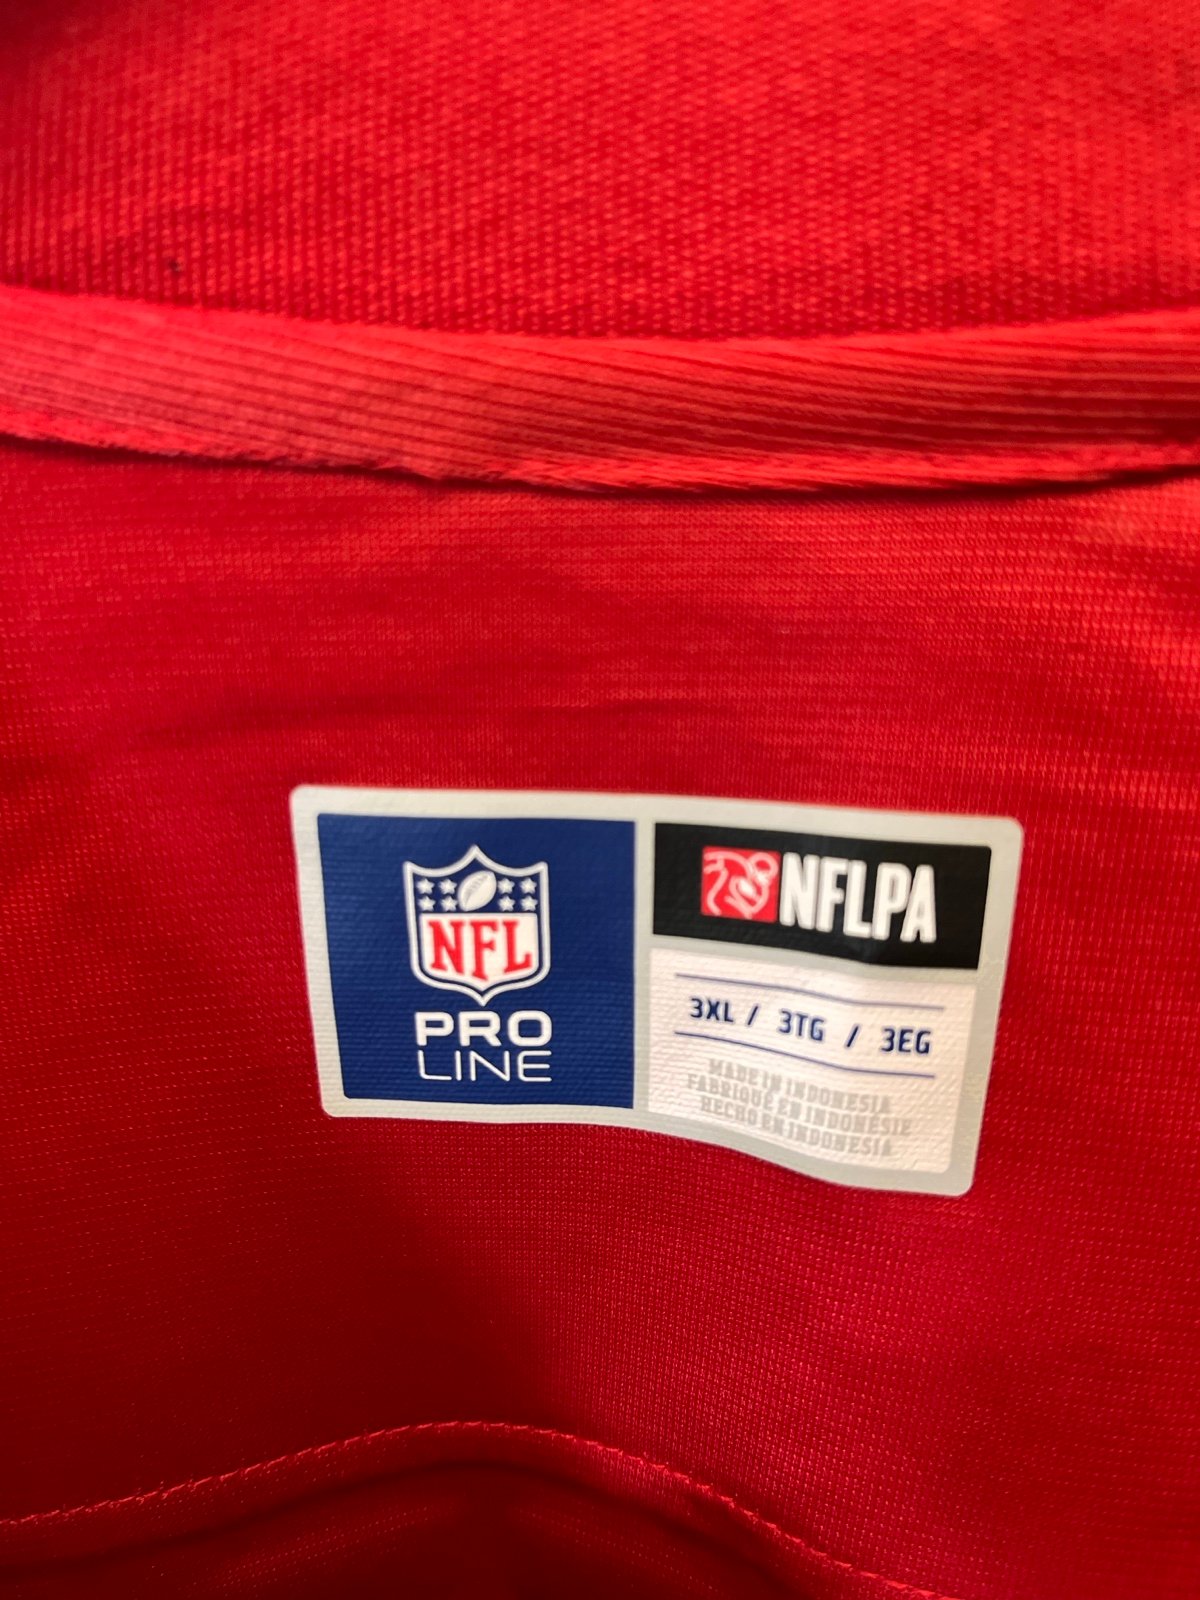 NFL
PRO
LINE
NFLPA
3XL / 3TG / 3EG
MADE IN INDONESIA
FABRIQUÉ EN INDONÉSIE
HECHO EN INDONESIA